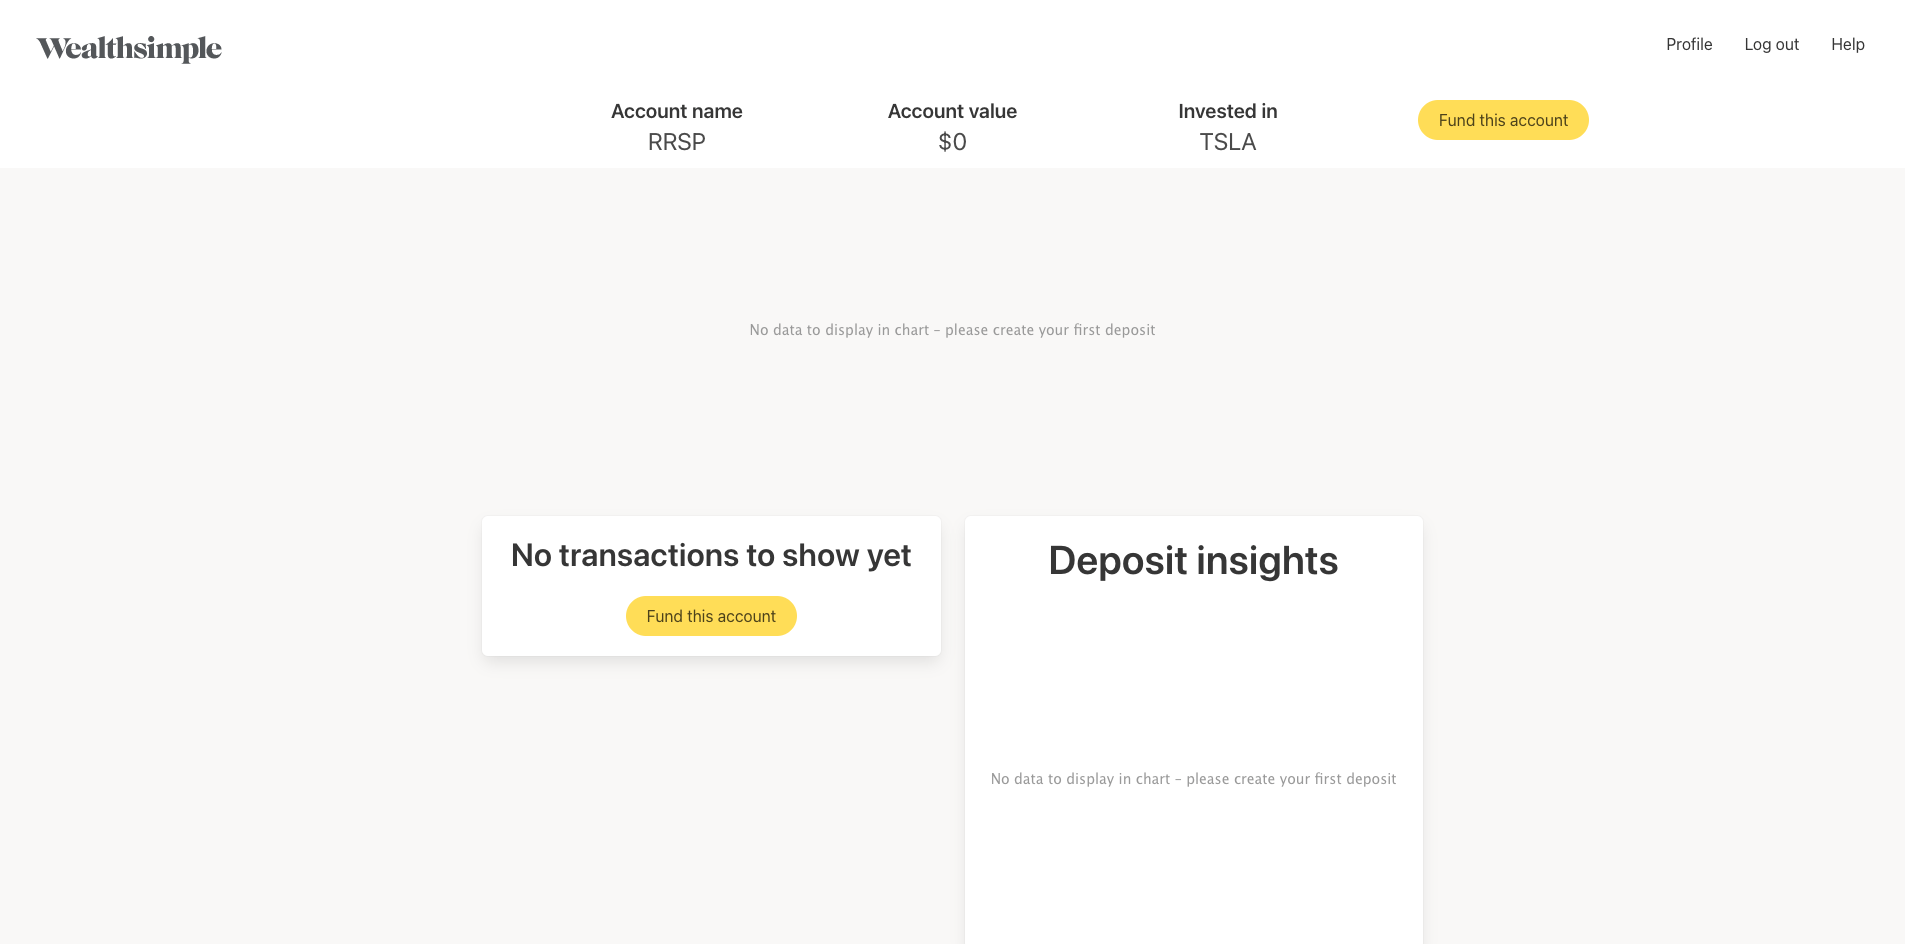 Wealthsimple
Profile
Log out
Help
Account name
RRSP
Account value
$0
Invested in
TSLA
Fund this account
No data to display in chart – please create your first deposit
No transactions to show yet
Fund this account
Deposit insights
No data to display in chart – please create your first deposit